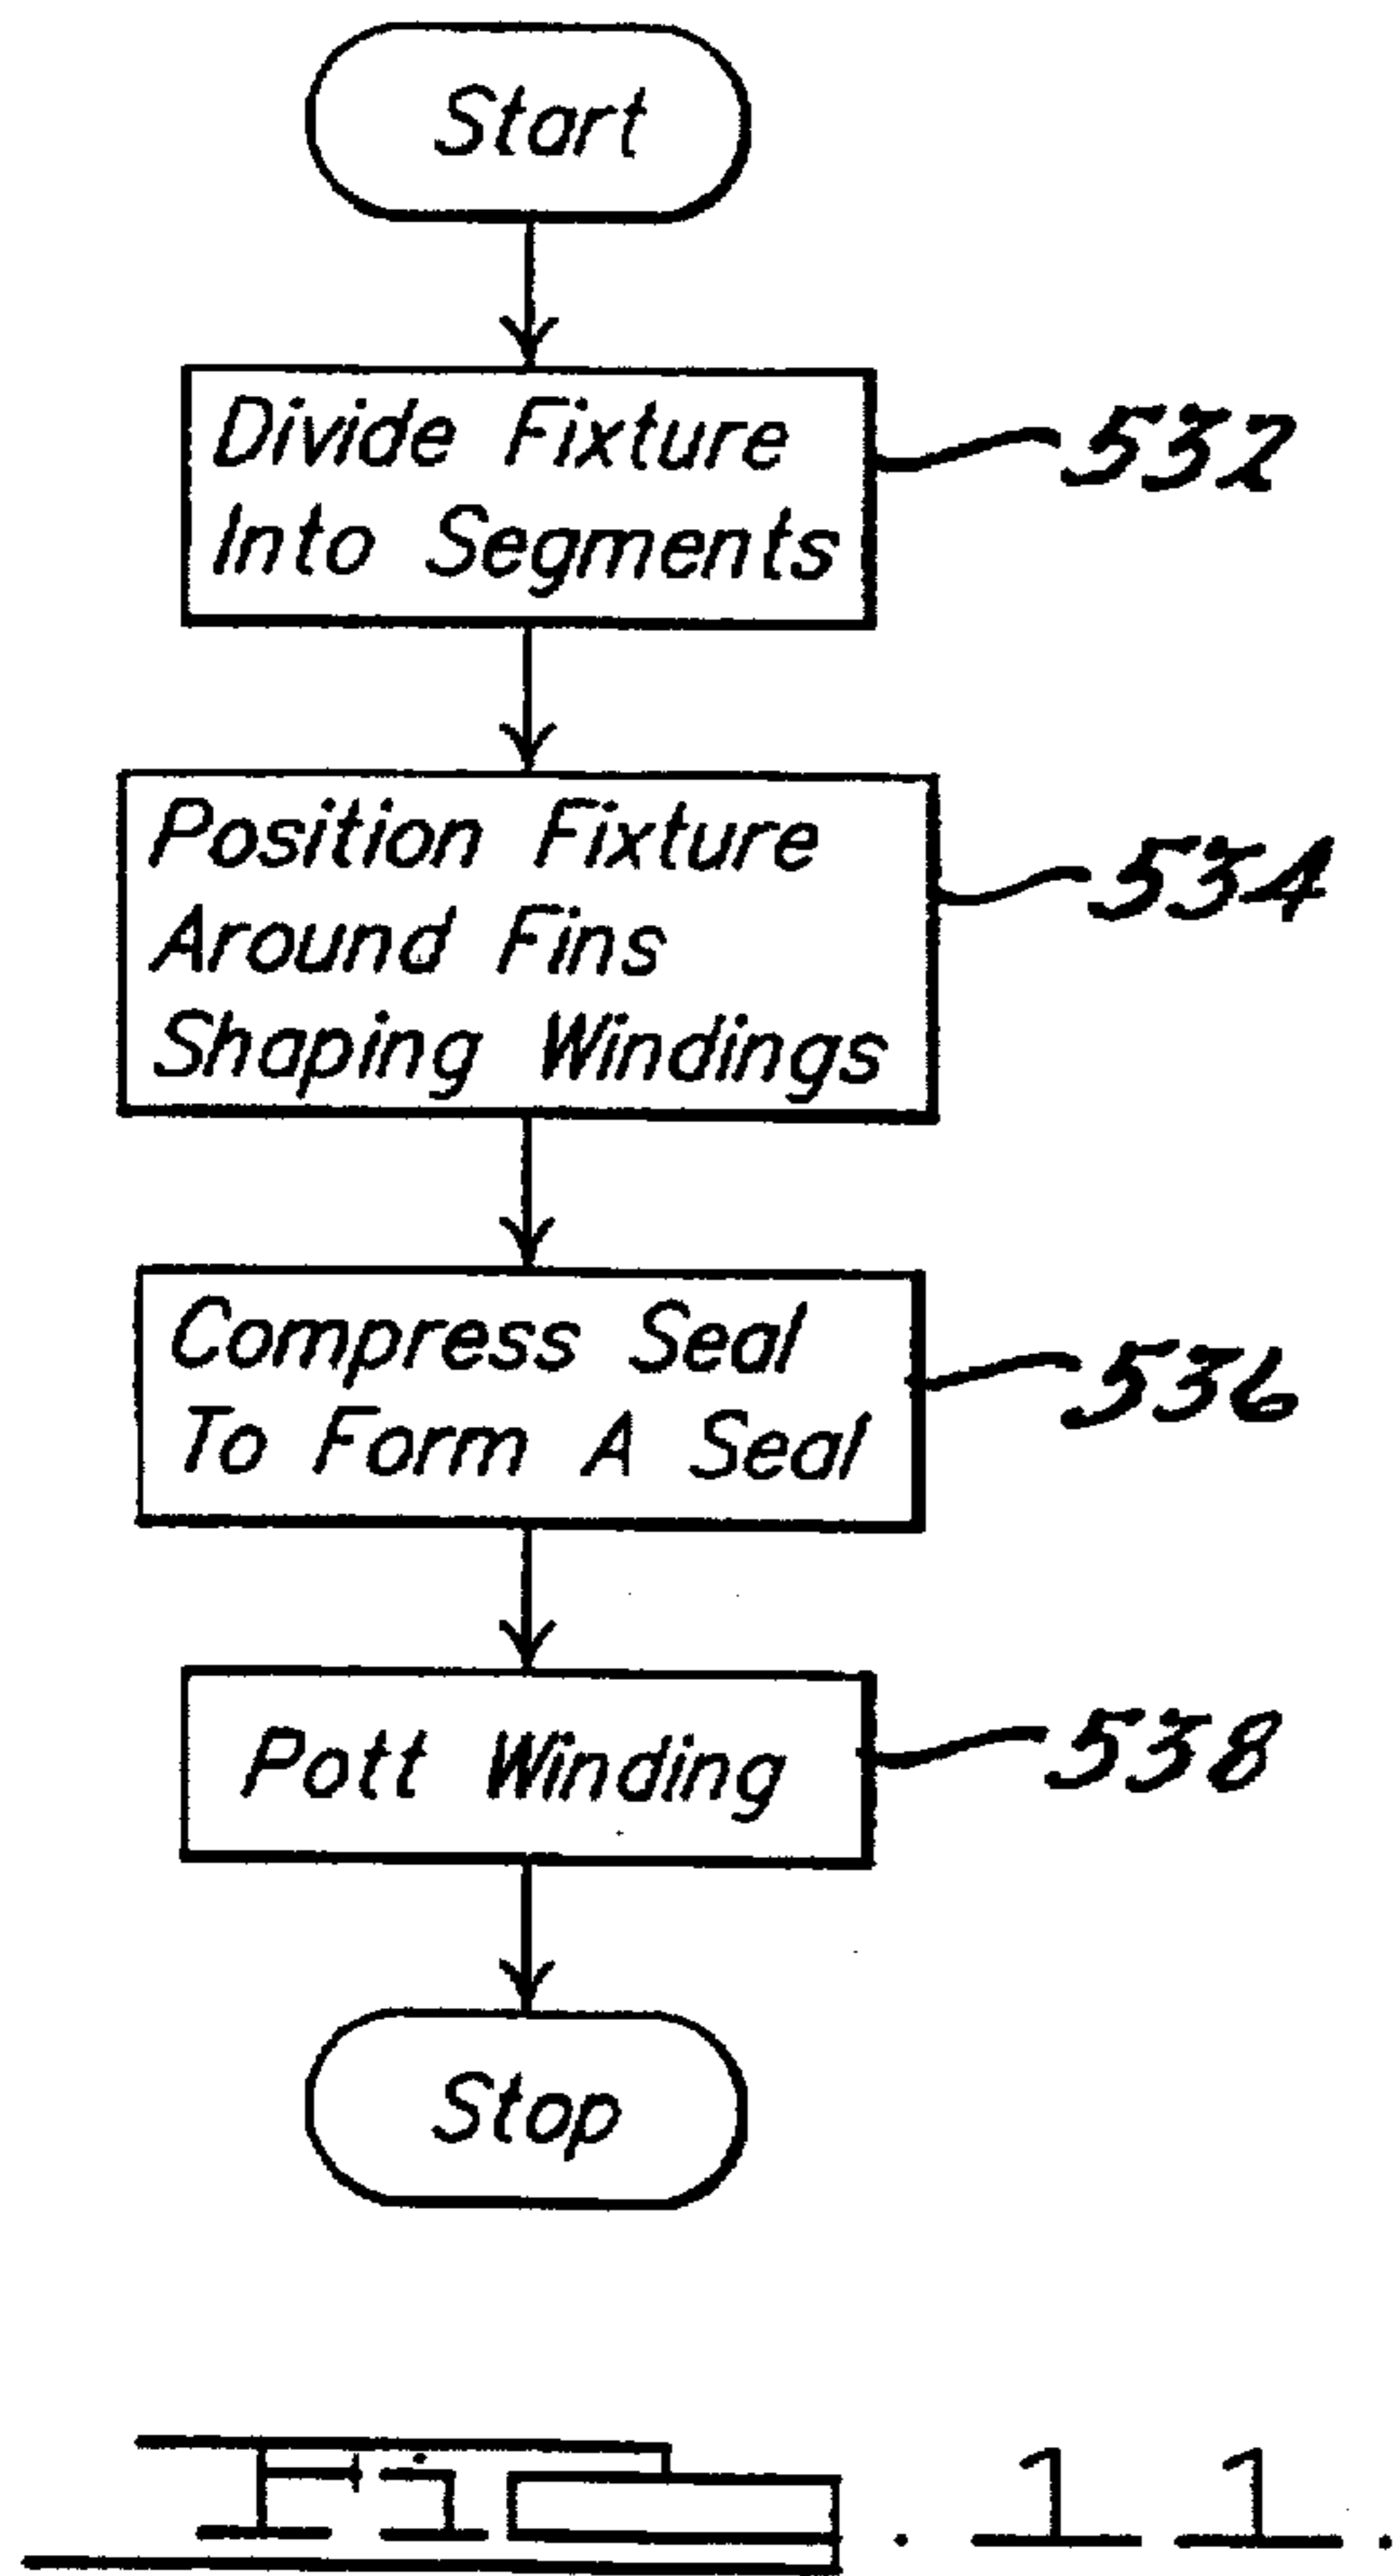 Start
Divide Fixture
Into Segments
532
Position Fixture
Around Fins
Shaping Windings
534
Compress Seal
To Form A Seal
536
Pott Winding
538
Stop
Fig. 11.